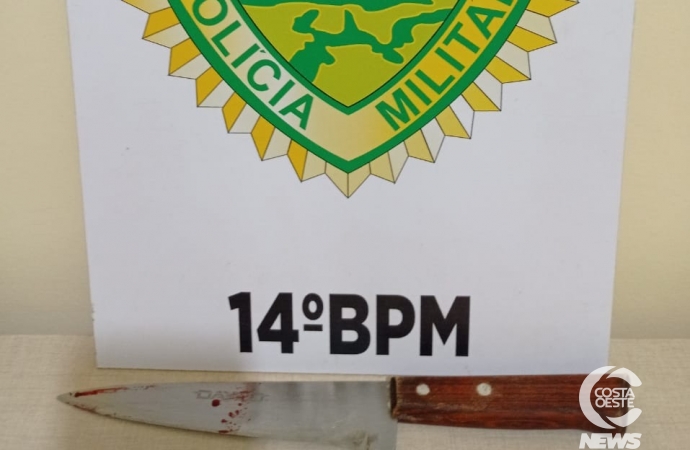 POLÍCIA MILITAR
14ºBPM
COSTA
OESTE
NEWS